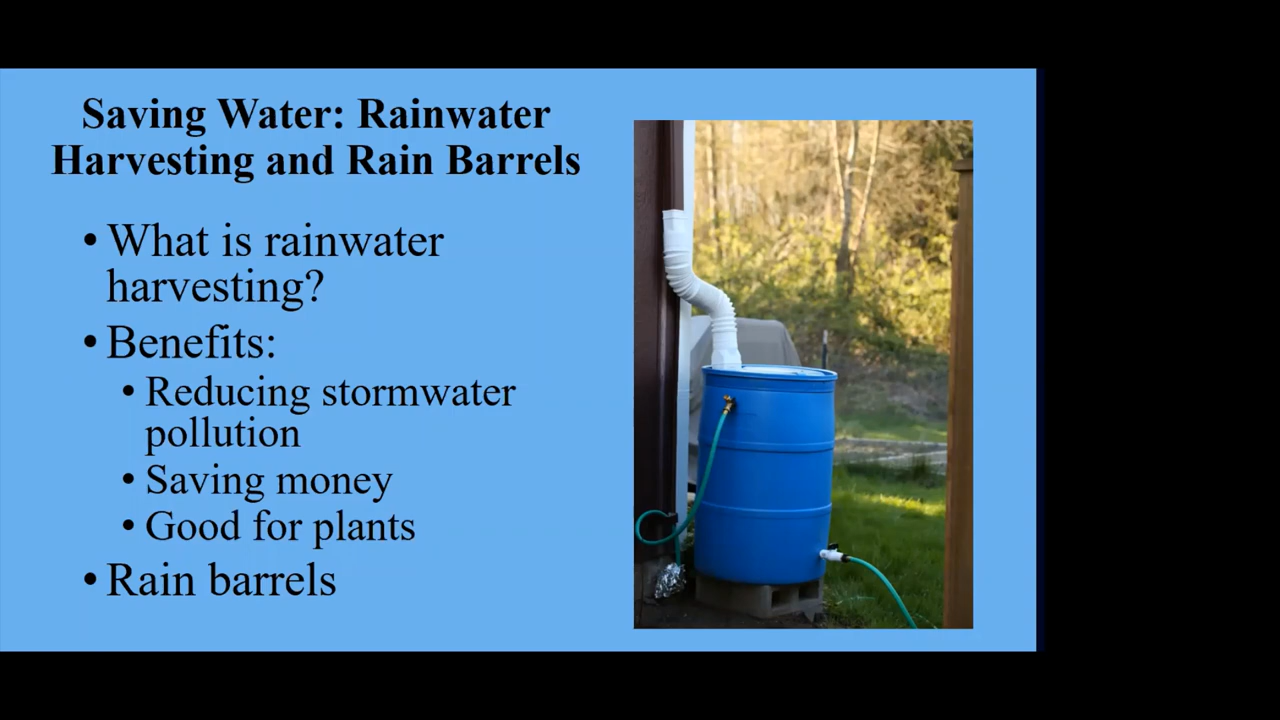 Saving Water: Rainwater
Harvesting and Rain Barrels
• What is rainwater
harvesting?
• Benefits:
• Reducing stormwater
pollution
• Saving money
• Good for plants
• Rain barrels